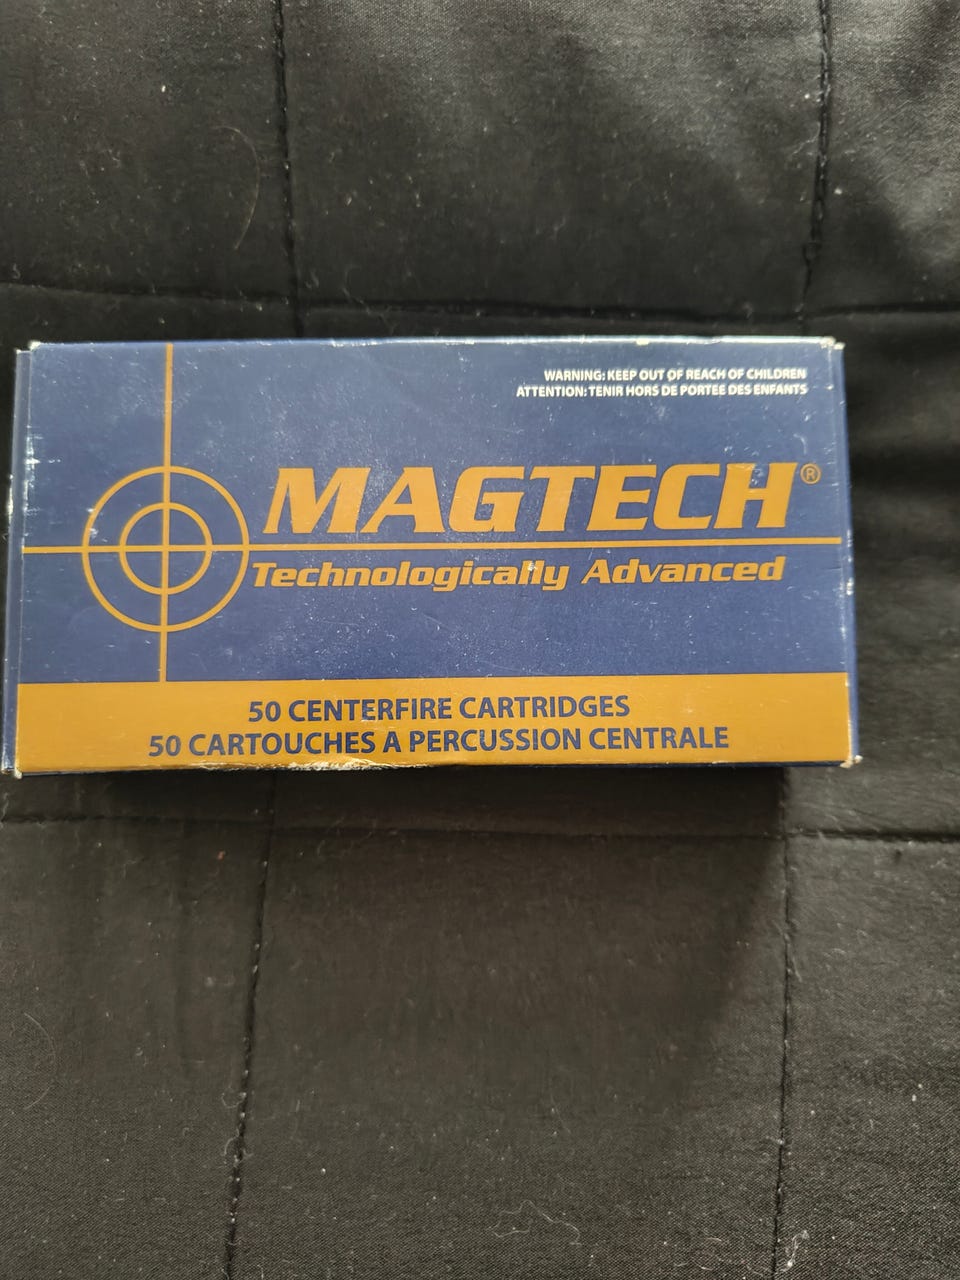 WARNING: KEEP OUT OF REACH OF CHILDREN
ATTENTION: TENIR HORS DE PORTEE DES ENFANTS
MAGTECH®
Technologically Advanced
50 CENTERFIRE CARTRIDGES
50 CARTOUCHES A PERCUSSION CENTRALE